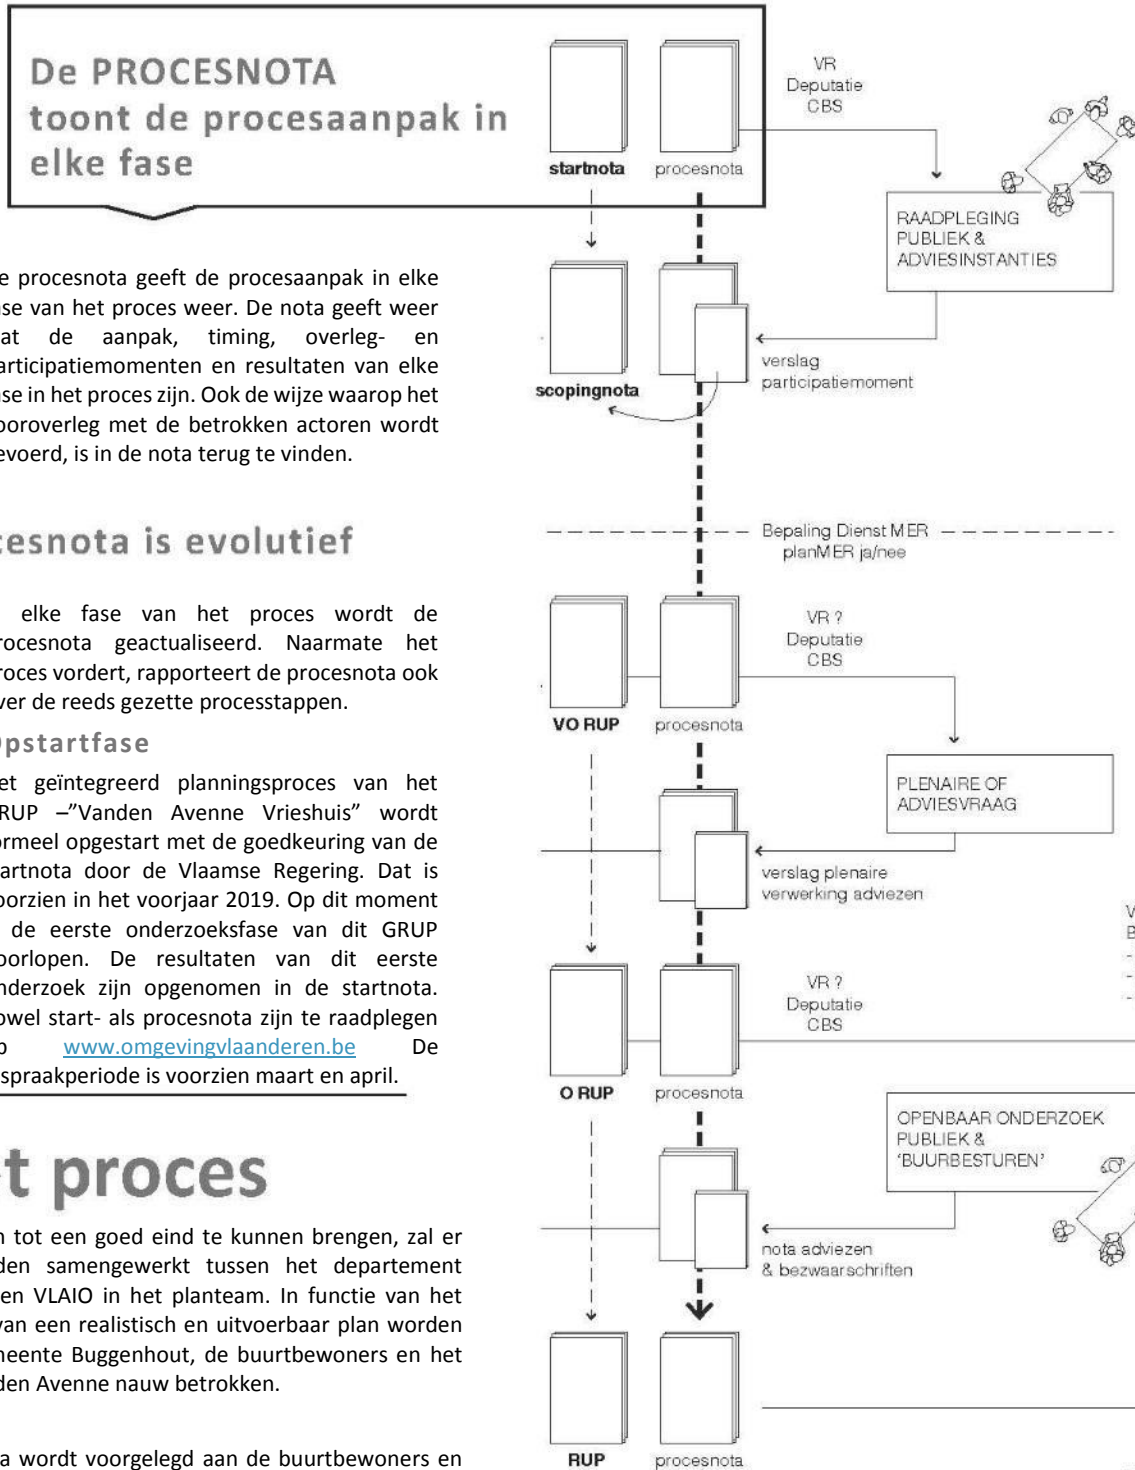 De PROCESNOTA
toont de procesaanpak in
elke fase
e procesnota geeft de procesaanpak in elke
ase van het proces weer. De nota geeft weer
at de aanpak, timing, overleg- en
articipatiemomenten en resultaten van elke
ase in het proces zijn. Ook de wijze waarop het
ooroverleg met de betrokken actoren wordt
evoerd, is in de nota terug te vinden.
cesnota is evolutief
elke fase van het proces wordt de
rocesnota geactualiseerd. Naarmate het
roces vordert, rapporteert de procesnota ook
ver de reeds gezette processtappen.
Opstartfase
et geïntegreerd planningsproces van het
RUP –"Vanden Avenne Vrieshuis" wordt
ormeel opgestart met de goedkeuring van de
artnota door de Vlaamse Regering. Dat is
oorzien in het voorjaar 2019. Op dit moment
de eerste onderzoeksfase van dit GRUP
oorlopen. De resultaten van dit eerste
nderzoek zijn opgenomen in de startnota.
owel start- als procesnota zijn te raadplegen
www.omgevingvlaanderen.be De
spraakperiode is voorzien maart en april.
et proces
n tot een goed eind te kunnen brengen, zal er
den samengewerkt tussen het departement
en VLAIO in het planteam. In functie van het
van een realistisch en uitvoerbaar plan worden
meente Buggenhout, de buurtbewoners en het
den Avenne nauw betrokken.
a wordt voorgelegd aan de buurtbewoners en
startnota procesnota
VR
Deputatie
CBS
RAADPLEGING
PUBLIEK &
ADVIESINSTANTIES
verslag
participatiemoment
scopingnota
Bepaling Dienst MER
planMER ja/nee
VR ?
Deputatie
CBS
VO RUP procesnota
PLENAIRE OF
ADVIESVRAAG
verslag plenaire
verwerking adviezen
V
B
-
-
-
VR ?
Deputatie
CBS
O RUP procesnota
OPENBAAR ONDERZOEK
PUBLIEK &
'BUURBESTUREN'
nota adviezen
& bezwaarschriften
RUP procesnota